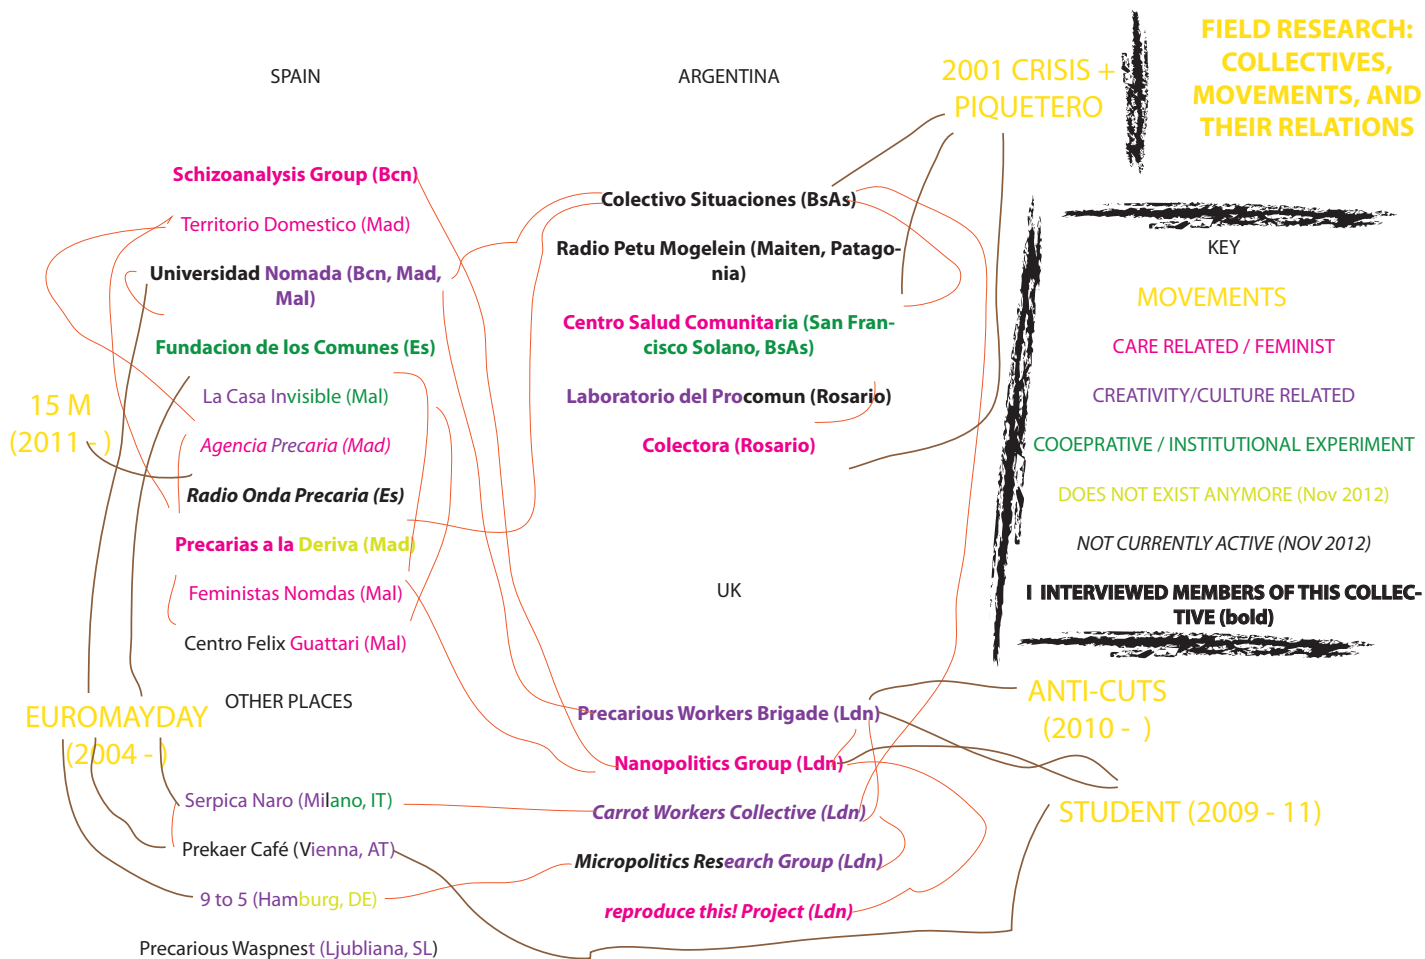 FIELD RESEARCH:
COLLECTIVES,
MOVEMENTS, AND
THEIR RELATIONS
SPAIN
Schizoanalysis Group (Bcn)
Territorio Domestico (Mad)
Universidad Nomada (Bcn, Mad,
Mal)
Fundacion de los Comunes (Es)
La Casa Invisible (Mal)
Agencia Precaria (Mad)
Radio Onda Precaria (Es)
Precarias a la Deriva (Mad)
Feministas Nomdas (Mal)
Centro Felix Guattari (Mal)
15 M
(2011 - )
OTHER PLACES
EUROMAYDAY
(2004 - )
Serpica Naro (Milano, IT)
Prekaer Café (Vienna, AT)
9 to 5 (Hamburg, DE)
Precarious Waspnest (Ljubliana, SL)
ARGENTINA
2001 CRISIS +
PIQUETERO
Colectivo Situaciones (BsAs)
Radio Petu Mogelein (Maiten, Patago-
nia)
Centro Salud Comunitaria (San Fran-
cisco Solano, BsAs)
Laboratorio del Procomun (Rosario)
Colectora (Rosario)
UK
Precarious Workers Brigade (Ldn)
Nanopolitics Group (Ldn)
Carrot Workers Collective (Ldn)
Micropolitics Research Group (Ldn)
reproduce this! Project (Ldn)
ANTI-CUTS
(2010 - )
STUDENT (2009 - 11)
KEY
MOVEMENTS
CARE RELATED / FEMINIST
CREATIVITY/CULTURE RELATED
COOEPRATIVE / INSTITUTIONAL EXPERIMENT
DOES NOT EXIST ANYMORE (Nov 2012)
NOT CURRENTLY ACTIVE (NOV 2012)
I INTERVIEWED MEMBERS OF THIS COLLEC-
TIVE (bold)